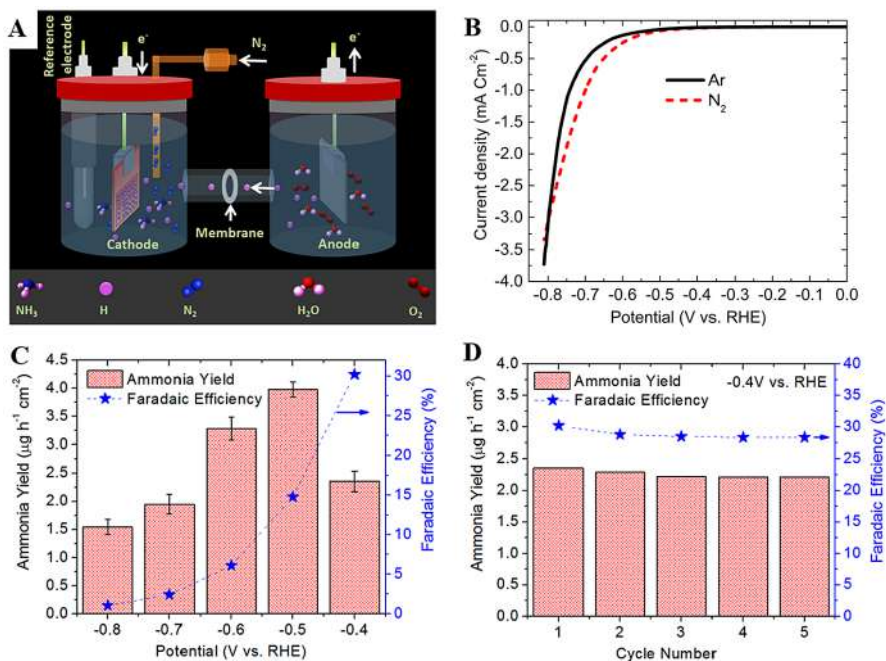 A
Reference
electrode
e-
N2
e-
Membrane
Cathode
Anode
NH3
H
N2
H2O
O2
B
Current density (mA Cm-2)
0.0
-0.5
-1.0
-1.5
-2.0
-2.5
-3.0
-3.5
-4.0
Ar
N2
-0.8 -0.7 -0.6 -0.5 -0.4 -0.3 -0.2 -0.1 0.0
Potential (V vs. RHE)
C
Ammonia Yield (µg h-1 cm-2)
4.5
4.0
3.5
3.0
2.5
2.0
1.5
1.0
0.5
0.0
Ammonia Yield
Faradaic Efficiency
30
25
20
15
10
5
0
Faradaic Efficiency (%)
-0.8 -0.7 -0.6 -0.5 -0.4
Potential (V vs. RHE)
D
Ammonia Yield (µg h-1 cm-2)
4.0
3.5
3.0
2.5
2.0
1.5
1.0
0.5
0.0
Ammonia Yield
-0.4V vs. RHE
Faradaic Efficiency
40
35
30
25
20
15
10
5
0
Faradaic Efficiency (%)
1 2 3 4 5
Cycle Number